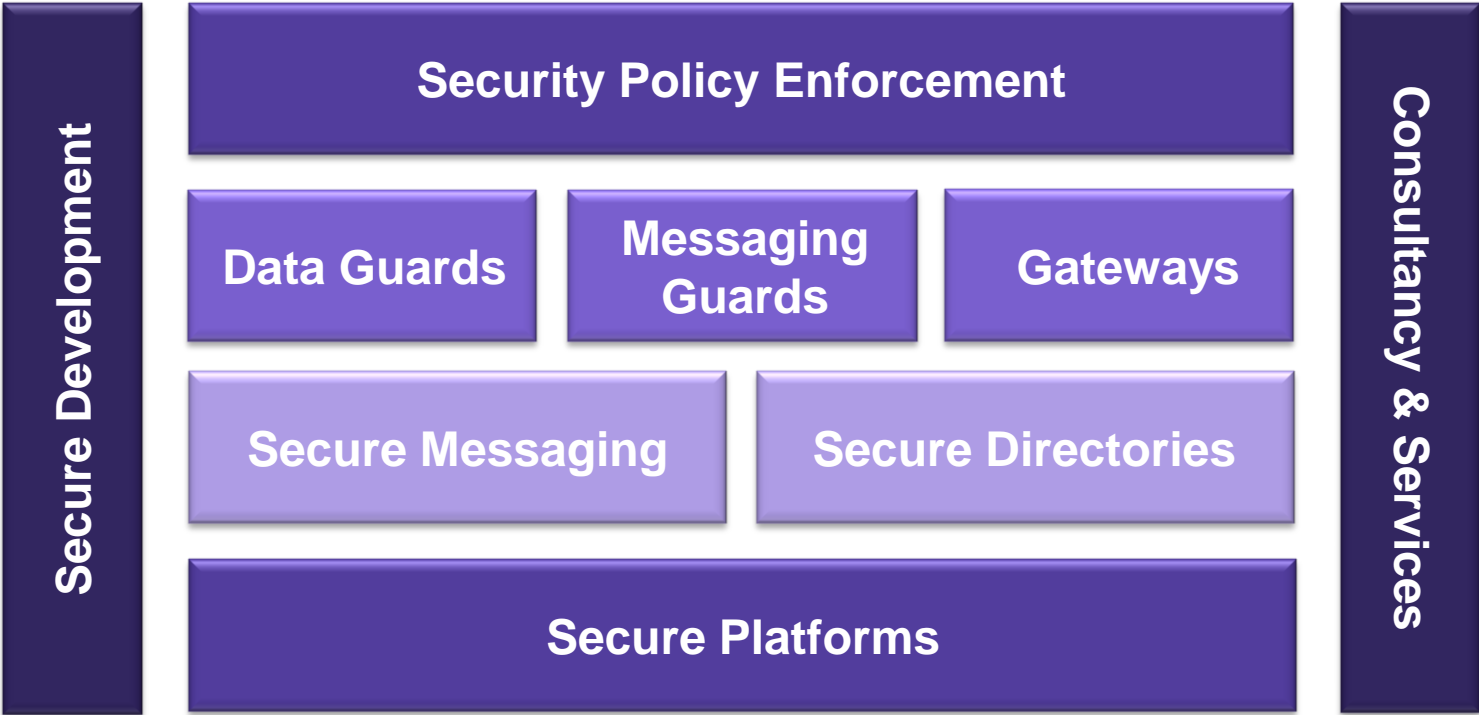 Secure Development
Security Policy Enforcement
Data Guards
Messaging
Guards
Gateways
Secure Messaging
Secure Directories
Secure Platforms
Consultancy & Services